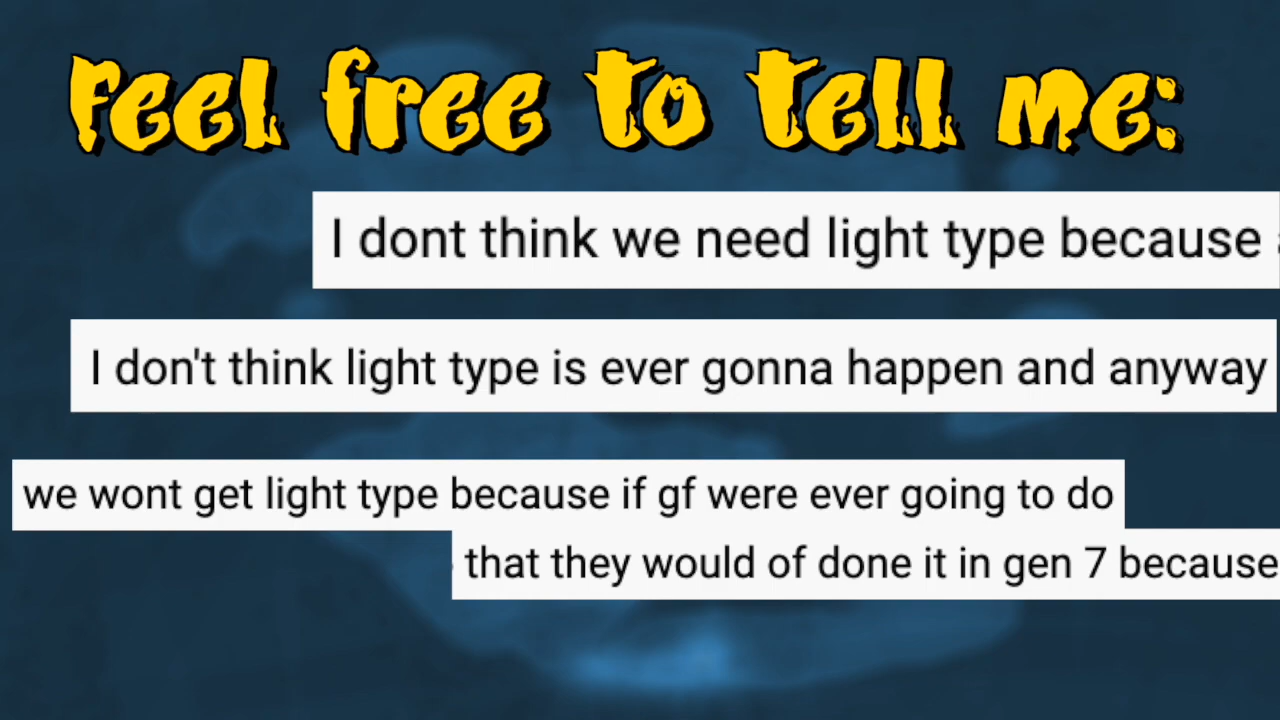 Feel free to tell me:
I dont think we need light type because
I don't think light type is ever gonna happen and anyway
we wont get light type because if gf were ever going to do
that they would of done it in gen 7 because